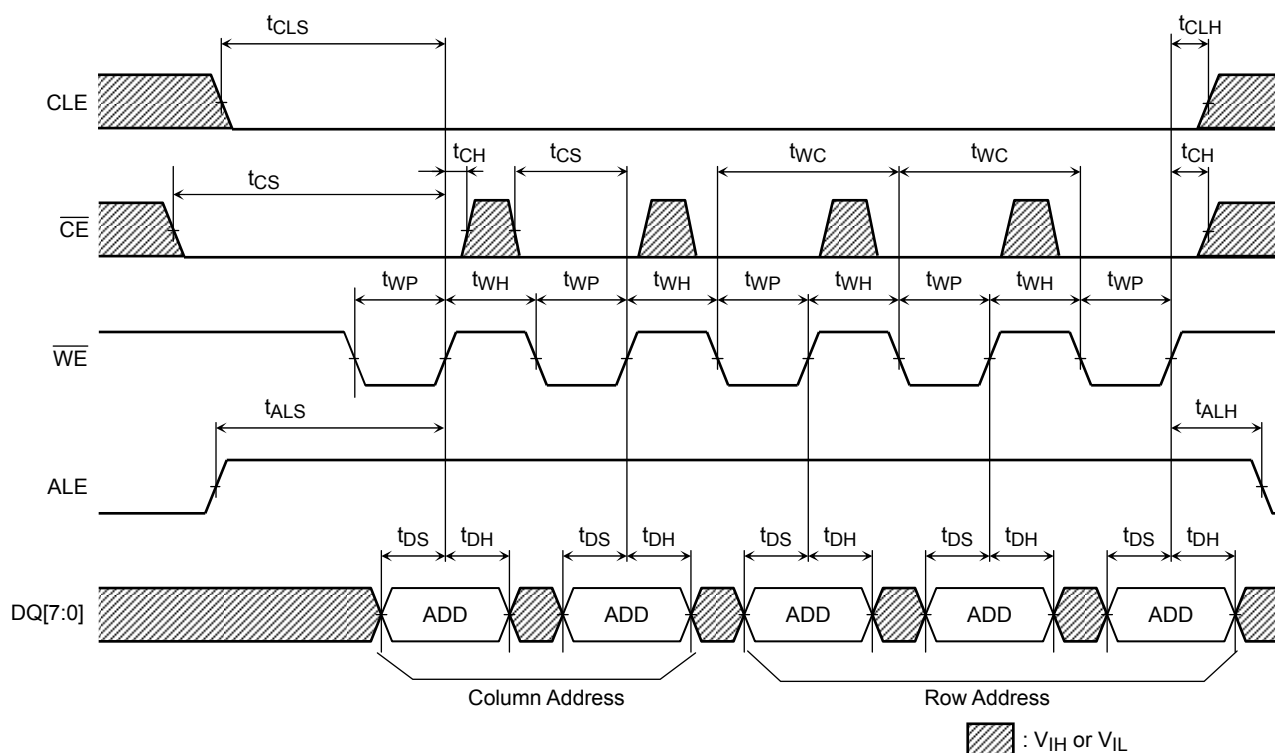 tCLS
tCLH
CLE
tCH
tCS
tWC
tWC
tCH
tCS
CE
tWP
tWH
tWP
tWH
tWP
tWH
tWP
tWH
tWP
WE
tALS
tALH
ALE
tDS
tDH
tDS
tDH
tDS
tDH
tDS
tDH
tDS
tDH
DQ[7:0]
ADD
ADD
ADD
ADD
ADD
Column Address
Row Address
: VIH or VIL